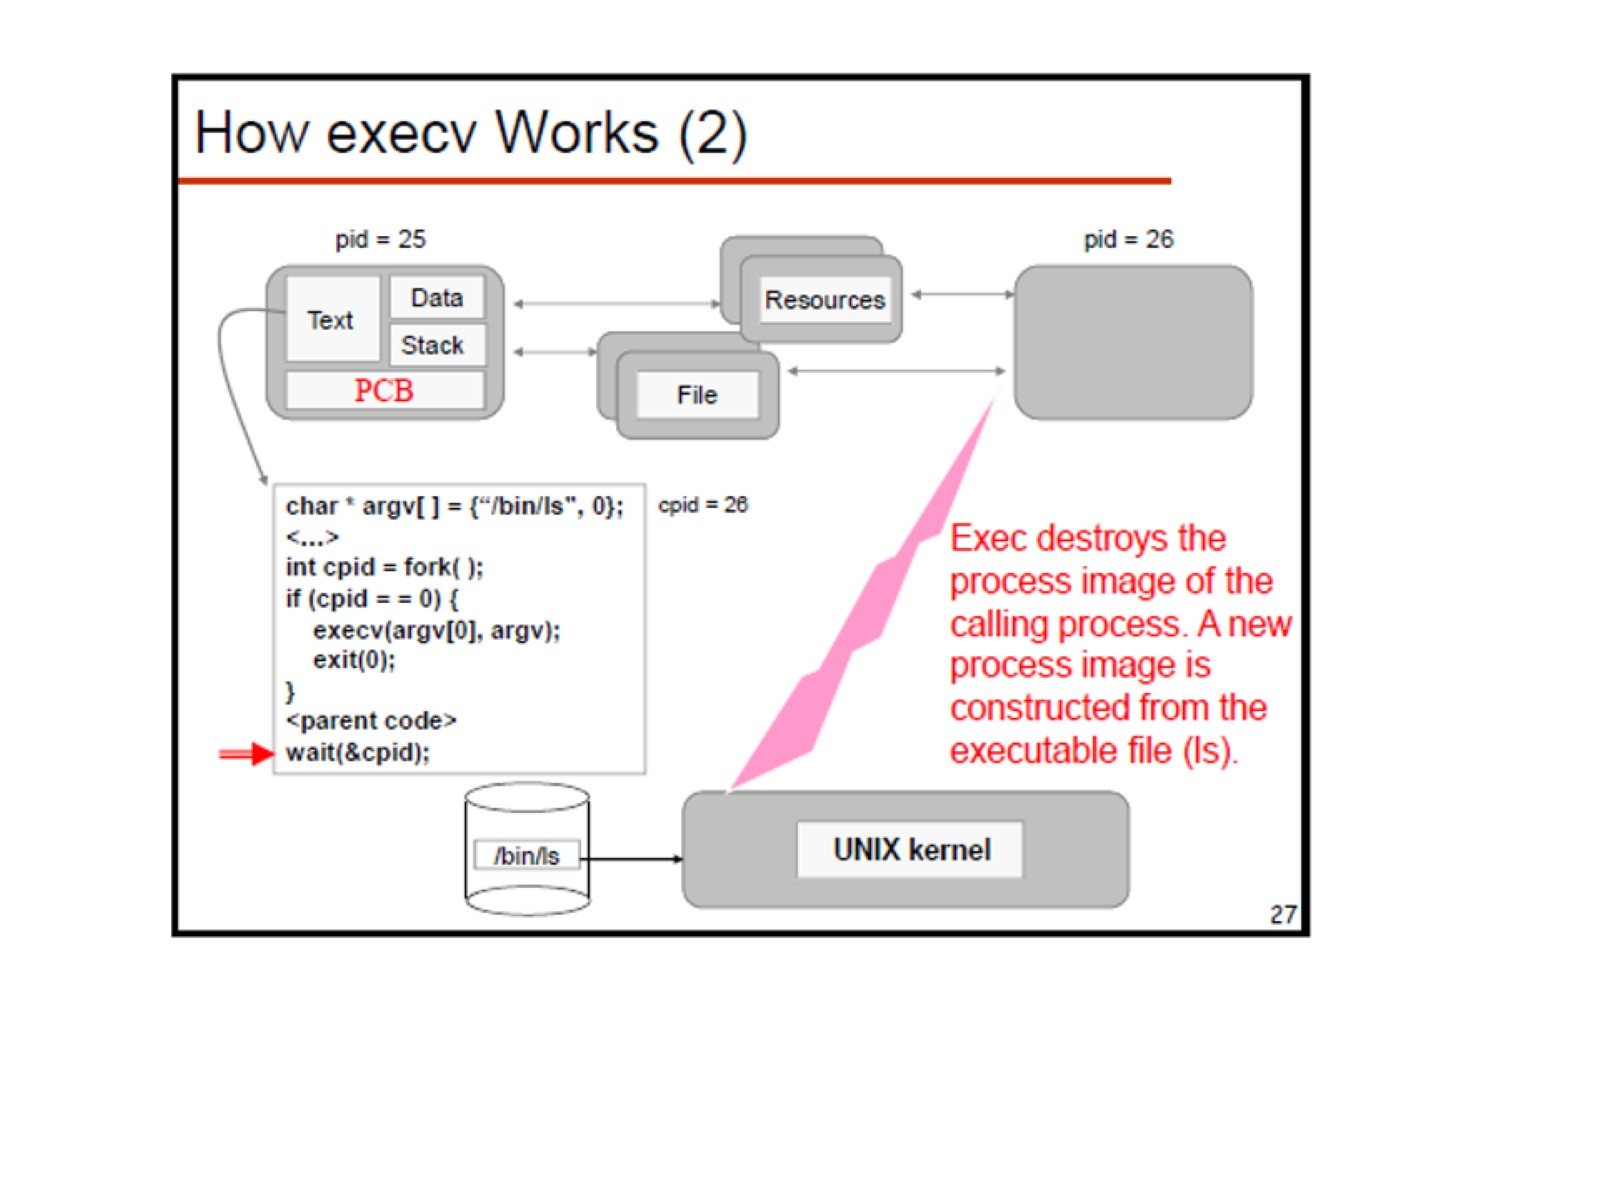 How execv Works (2)
pid = 25
pid = 26
Text
Data
Stack
PCB
Resources
File
char * argv[ ] = {“/bin/ls", 0};
<...>
int cpid = fork( );
if (cpid = = 0) {
execv(argv[0], argv);
exit(0);
}
<parent code>
wait(&cpid);
cpid = 26
Exec destroys the
process image of the
calling process. A new
process image is
constructed from the
executable file (ls).
/bin/ls
UNIX kernel
27